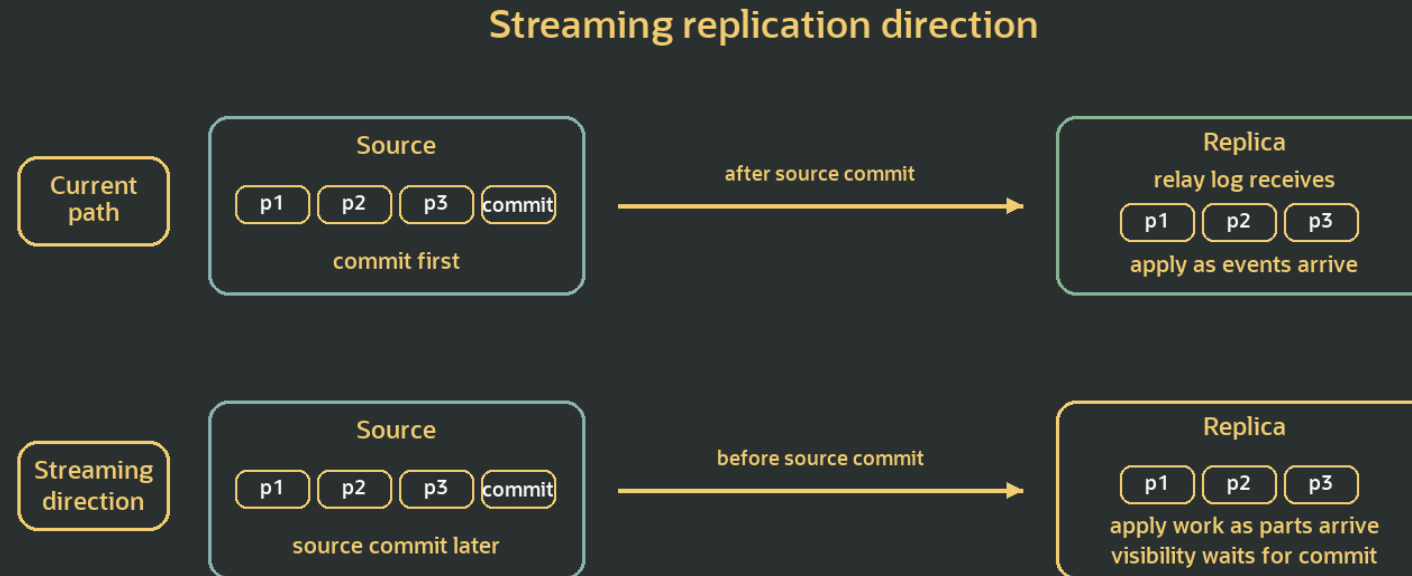 Streaming replication direction
Current
path
Source
p1 p2 p3 commit
commit first
after source commit
Replica
relay log receives
p1 p2 p3
apply as events arrive
Streaming
direction
Source
p1 p2 p3 commit
source commit later
before source commit
Replica
p1 p2 p3
apply work as parts arrive
visibility waits for commit